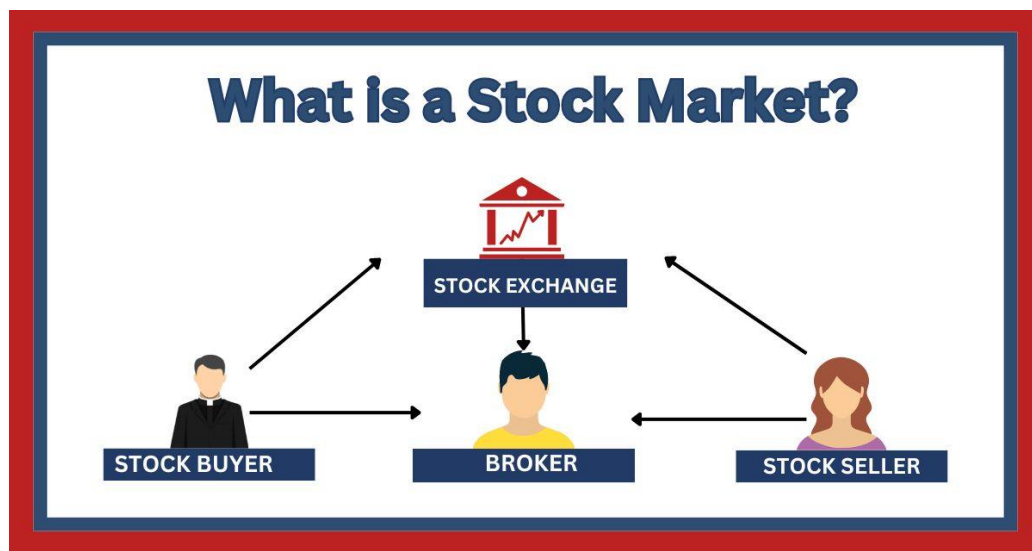 What is a Stock Market?
STOCK EXCHANGE
STOCK BUYER
BROKER
STOCK SELLER